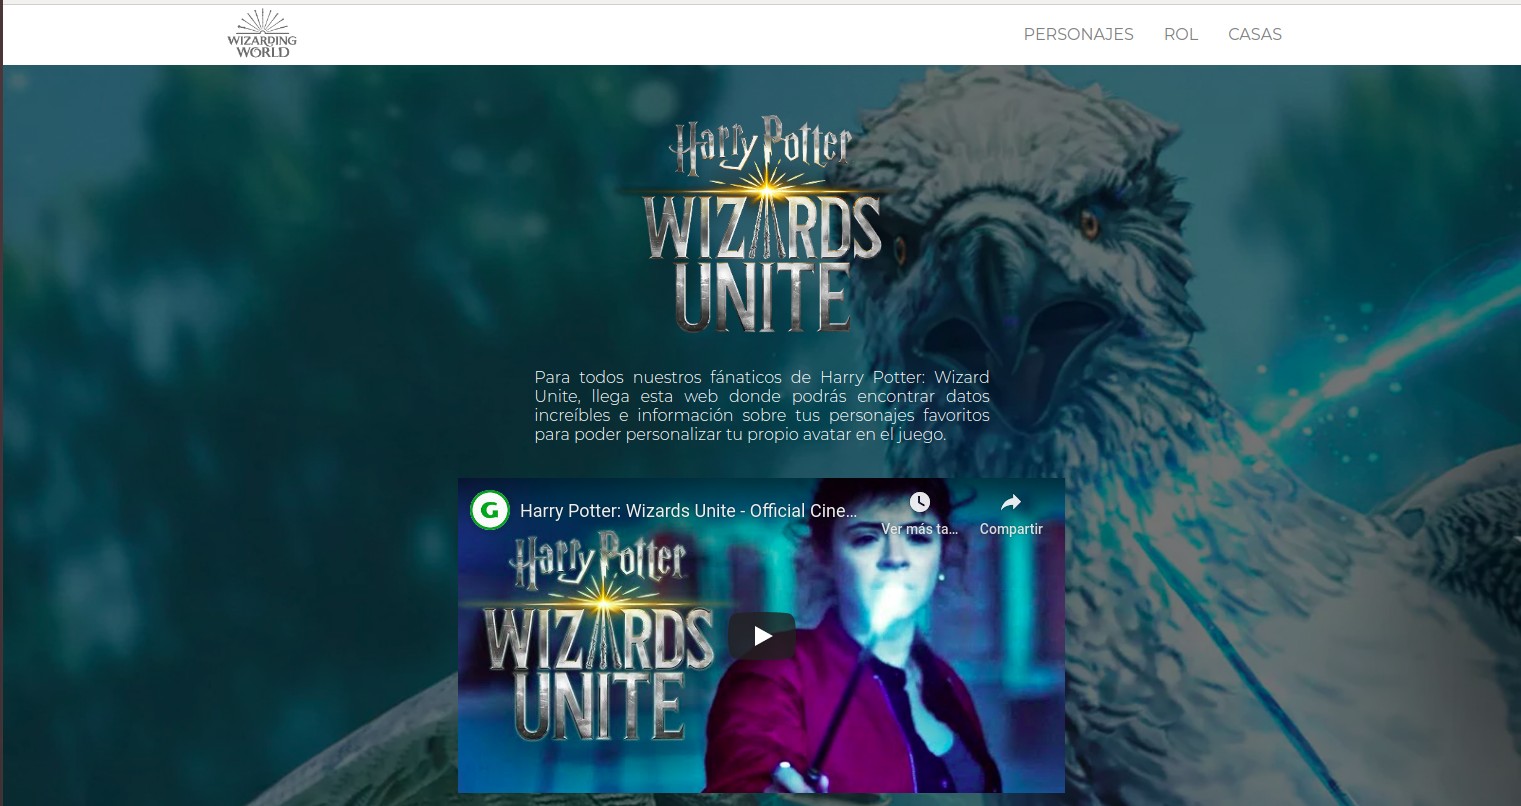 WIZARDING
WORLD
PERSONAJES ROL CASAS
Harry Potter
WIZARDS
UNITE
Para todos nuestros fánaticos de Harry Potter: Wizard
Unite, llega esta web donde podrás encontrar datos
increíbles e información sobre tus personajes favoritos
para poder personalizar tu propio avatar en el juego.
G
Harry Potter: Wizards Unite - Official Cine...
Ver más ta...
Compartir
Harry Potter
WIZARDS
UNITE